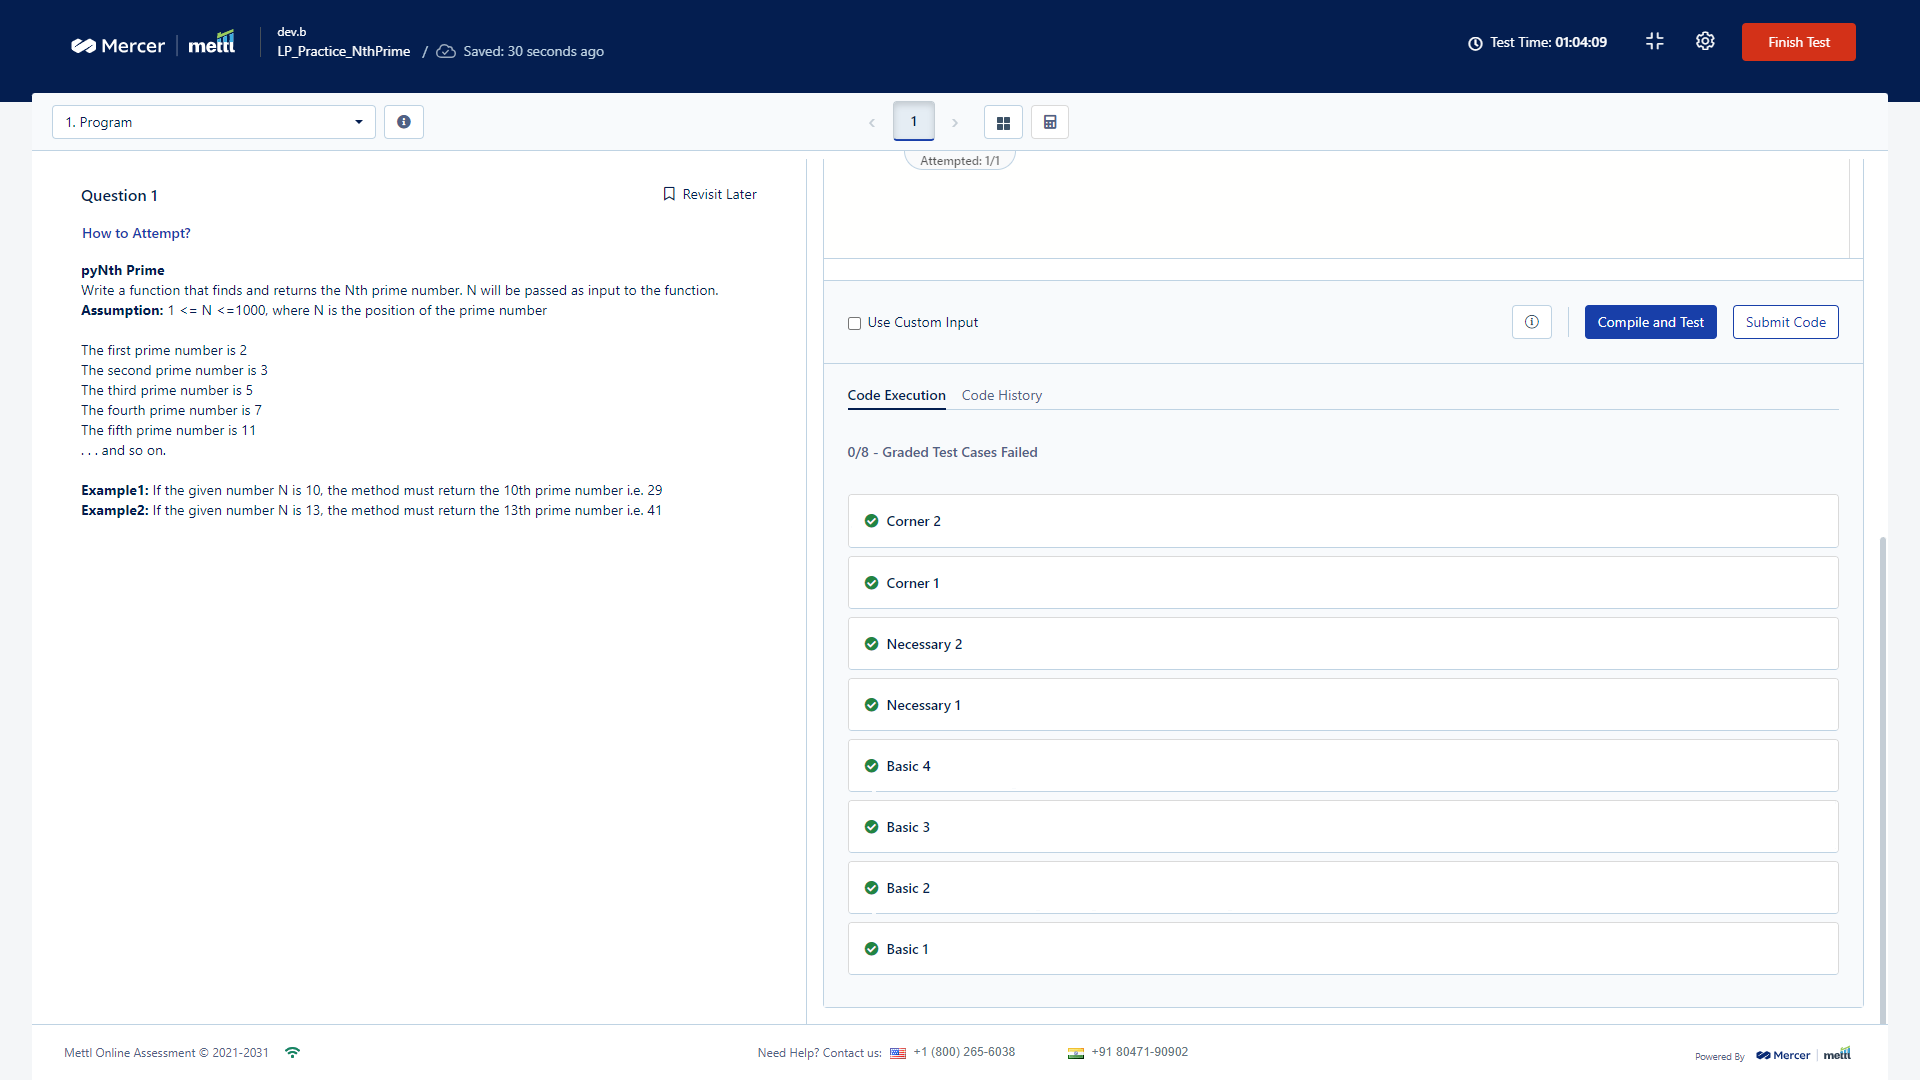 Mercer mettl
dev.b
LP_Practice_NthPrime / Saved: 30 seconds ago
Test Time: 01:04:09
Finish Test
1. Program
1
Attempted: 1/1
Question 1
Revisit Later
How to Attempt?
pyNth Prime
Write a function that finds and returns the Nth prime number. N will be passed as input to the function.
Assumption: 1 <= N <=1000, where N is the position of the prime number
The first prime number is 2
The second prime number is 3
The third prime number is 5
The fourth prime number is 7
The fifth prime number is 11
. . . and so on.
Example1: If the given number N is 10, the method must return the 10th prime number i.e. 29
Example2: If the given number N is 13, the method must return the 13th prime number i.e. 41
Use Custom Input
Compile and Test
Submit Code
Code Execution
Code History
0/8 - Graded Test Cases Failed
Corner 2
Corner 1
Necessary 2
Necessary 1
Basic 4
Basic 3
Basic 2
Basic 1
Mettl Online Assessment © 2021-2031
Need Help? Contact us: +1 (800) 265-6038
+91 80471-90902
Powered By Mercer mettl